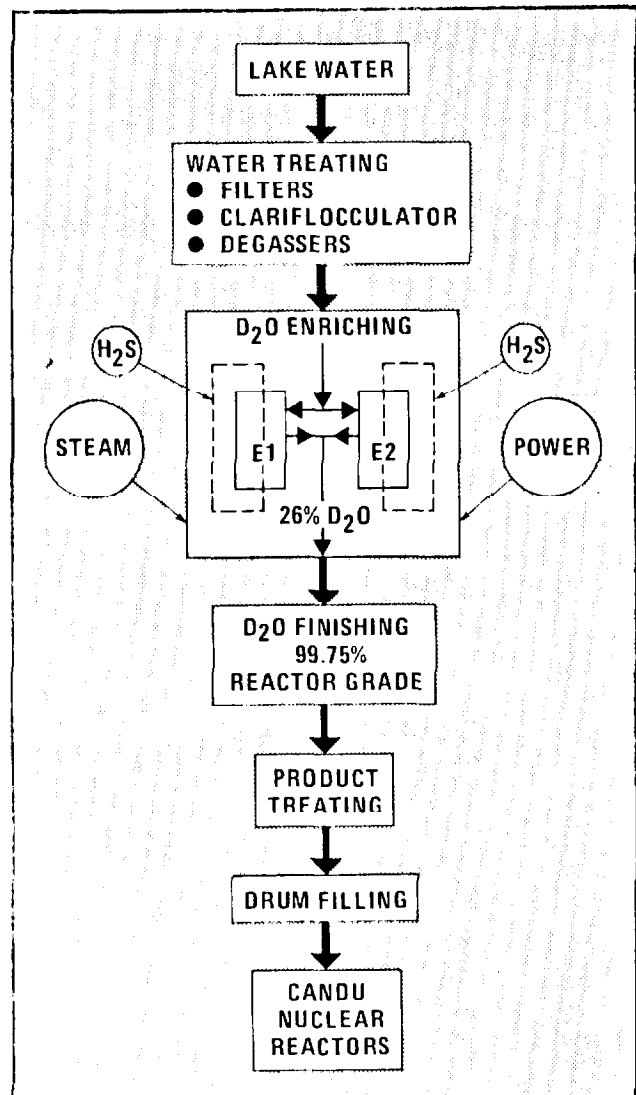 LAKE WATER
WATER TREATING
● FILTERS
● CLARIFLOCCULATOR
● DEGASSERS
D₂O ENRICHING
H₂S
H₂S
STEAM
E1
E2
POWER
26% D₂O
D₂O FINISHING
99.75%
REACTOR GRADE
PRODUCT
TREATING
DRUM FILLING
CANDU
NUCLEAR
REACTORS